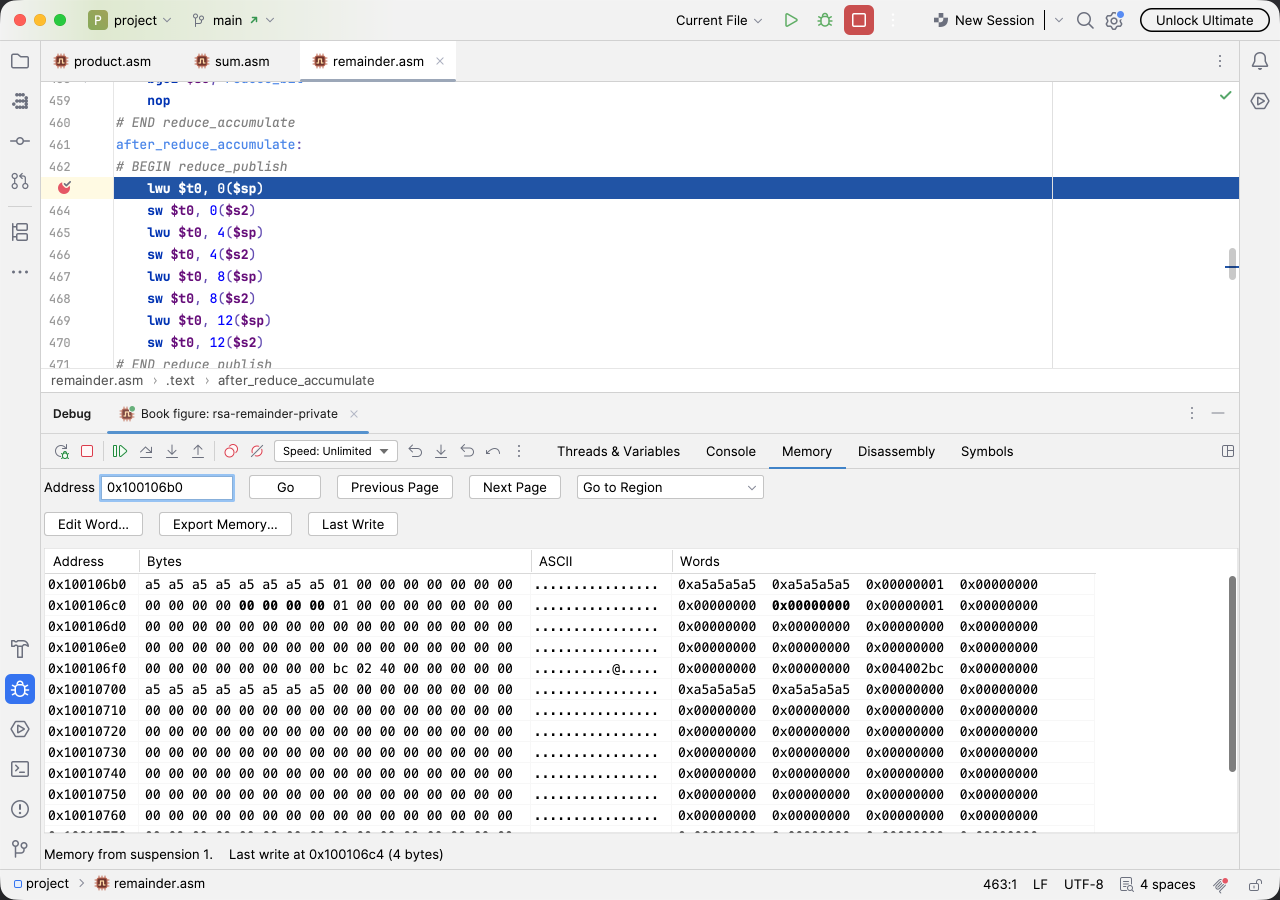 P project main Current File New Session Unlock Ultimate
product.asm sum.asm remainder.asm
459 nop
460 # END reduce_accumulate
461 after_reduce_accumulate:
462 # BEGIN reduce_publish
lwu $t0, 0($sp)
464 sw $t0, 0($s2)
465 lwu $t0, 4($sp)
466 sw $t0, 4($s2)
467 lwu $t0, 8($sp)
468 sw $t0, 8($s2)
469 lwu $t0, 12($sp)
470 sw $t0, 12($s2)
471 # END reduce_publish
remainder.asm › .text › after_reduce_accumulate
Debug Book figure: rsa-remainder-private
Speed: Unlimited Threads & Variables Console Memory Disassembly Symbols
Address 0x100106b0 Go Previous Page Next Page Go to Region
Edit Word... Export Memory... Last Write
Address Bytes ASCII Words
0x100106b0 a5 a5 a5 a5 a5 a5 a5 a5 01 00 00 00 00 00 00 00 ................ 0xa5a5a5a5 0xa5a5a5a5 0x00000001 0x00000000
0x100106c0 00 00 00 00 00 00 00 00 01 00 00 00 00 00 00 00 ................ 0x00000000 0x00000000 0x00000001 0x00000000
0x100106d0 00 00 00 00 00 00 00 00 00 00 00 00 00 00 00 00 ................ 0x00000000 0x00000000 0x00000000 0x00000000
0x100106e0 00 00 00 00 00 00 00 00 00 00 00 00 00 00 00 00 ................ 0x00000000 0x00000000 0x00000000 0x00000000
0x100106f0 00 00 00 00 00 00 00 00 bc 02 40 00 00 00 00 00 ..........@..... 0x00000000 0x00000000 0x004002bc 0x00000000
0x10010700 a5 a5 a5 a5 a5 a5 a5 a5 00 00 00 00 00 00 00 00 ................ 0xa5a5a5a5 0xa5a5a5a5 0x00000000 0x00000000
0x10010710 00 00 00 00 00 00 00 00 00 00 00 00 00 00 00 00 ................ 0x00000000 0x00000000 0x00000000 0x00000000
0x10010720 00 00 00 00 00 00 00 00 00 00 00 00 00 00 00 00 ................ 0x00000000 0x00000000 0x00000000 0x00000000
0x10010730 00 00 00 00 00 00 00 00 00 00 00 00 00 00 00 00 ................ 0x00000000 0x00000000 0x00000000 0x00000000
0x10010740 00 00 00 00 00 00 00 00 00 00 00 00 00 00 00 00 ................ 0x00000000 0x00000000 0x00000000 0x00000000
0x10010750 00 00 00 00 00 00 00 00 00 00 00 00 00 00 00 00 ................ 0x00000000 0x00000000 0x00000000 0x00000000
0x10010760 00 00 00 00 00 00 00 00 00 00 00 00 00 00 00 00 ................ 0x00000000 0x00000000 0x00000000 0x00000000
Memory from suspension 1. Last write at 0x100106c4 (4 bytes)
project › remainder.asm 463:1 LF UTF-8 4 spaces